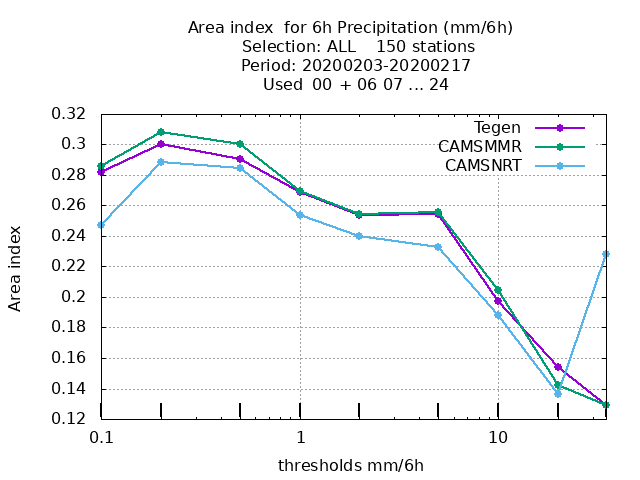 Area index  for 6h Precipitation (mm/6h)
Selection: ALL    150 stations
Period: 20200203-20200217
Used  00  + 06 07 ... 24
Tegen
CAMSMMR
CAMSNRT
0.32
0.3
0.28
0.26
0.24
0.22
0.2
0.18
0.16
0.14
0.12
Area index
0.1
1
10
thresholds mm/6h